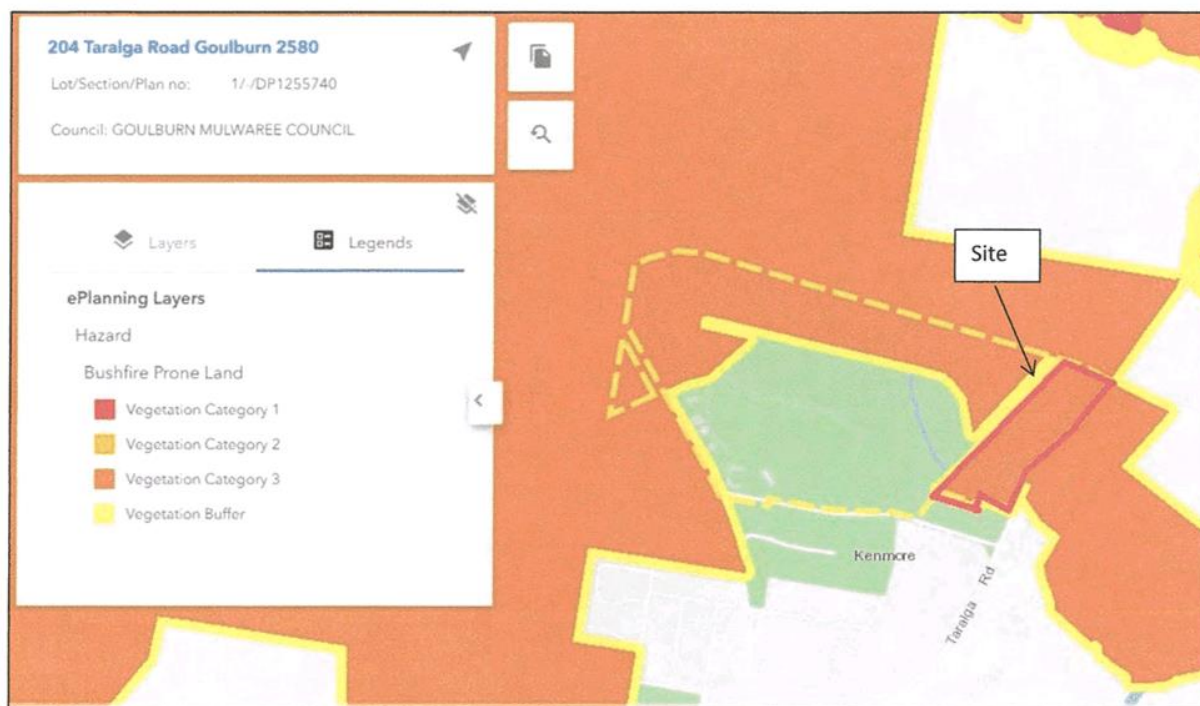 204 Taralga Road Goulburn 2580
Lot/Section/Plan no: 1/-/DP1255740
Council: GOULBURN MULWAREE COUNCIL
Layers
Legends
ePlanning Layers
Hazard
Bushfire Prone Land
Vegetation Category 1
Vegetation Category 2
Vegetation Category 3
Vegetation Buffer
Site
Kenmore
Taralga Rd